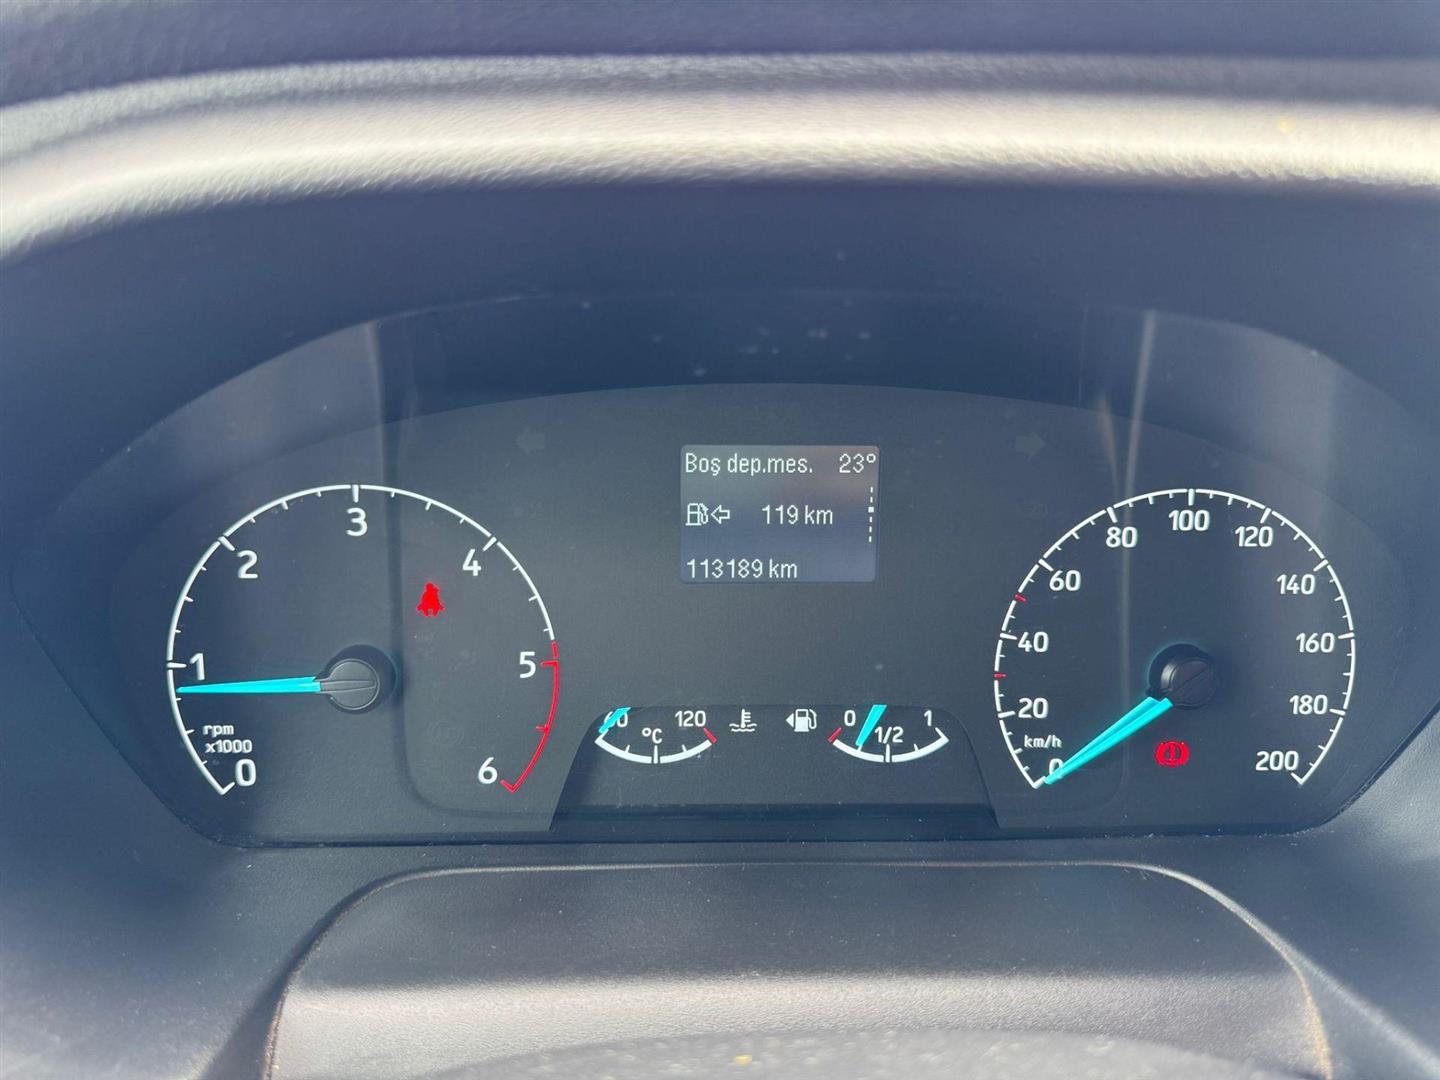 Boş dep.mes. 23°
119 km
113189 km
0 1 2 3 4 5 6
rpm
x1000
60 120
°C
0 1/2 1
0 20 40 60 80 100 120 140 160 180 200
km/h